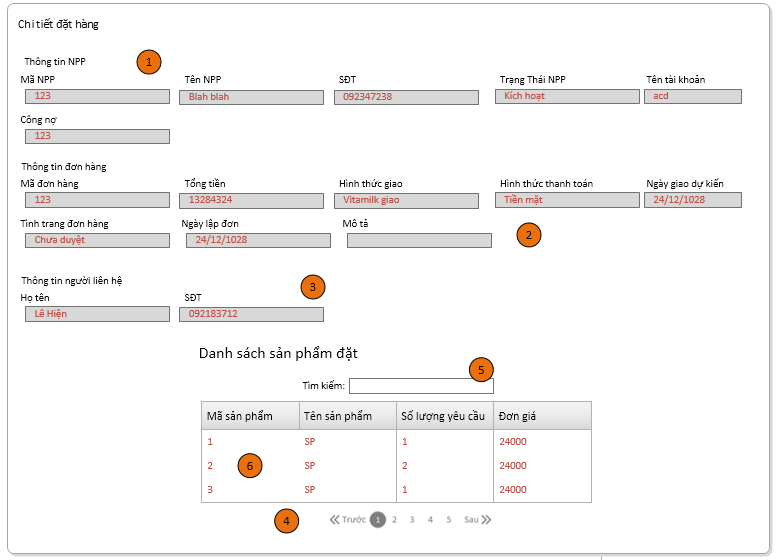 Chi tiết đặt hàng
Thông tin NPP 1
Mã NPP Tên NPP SĐT Trạng Thái NPP Tên tài khoản
123 Blah blah 092347238 Kích hoạt acd
Công nợ
123
Thông tin đơn hàng
Mã đơn hàng Tổng tiền Hình thức giao Hình thức thanh toán Ngày giao dự kiến
123 13284324 Vitamilk giao Tiền mặt 24/12/1028
Tình trang đơn hàng Ngày lập đơn Mô tả
Chưa duyệt 24/12/1028 2
Thông tin người liên hệ 3
Họ tên SĐT
Lê Hiện 092183712
Danh sách sản phẩm đặt
5
Tìm kiếm:
Mã sản phẩm Tên sản phẩm Số lượng yêu cầu Đơn giá
1 SP 1 24000
2 6 SP 2 24000
3 SP 1 24000
4 Trước 1 2 3 4 5 Sau